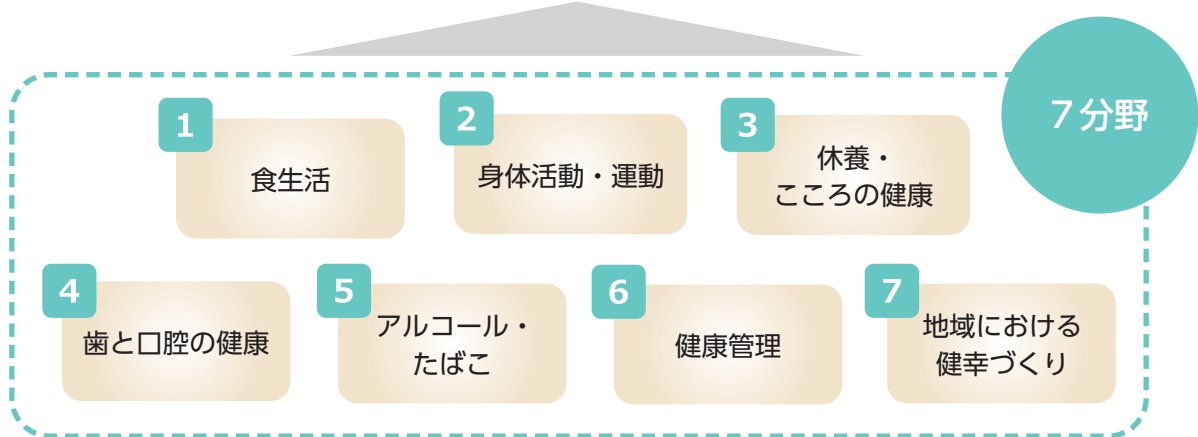 7分野
1
食生活
2
身体活動・運動
3
休養・
こころの健康
4
歯と口腔の健康
5
アルコール・
たばこ
6
健康管理
7
地域における
健幸づくり